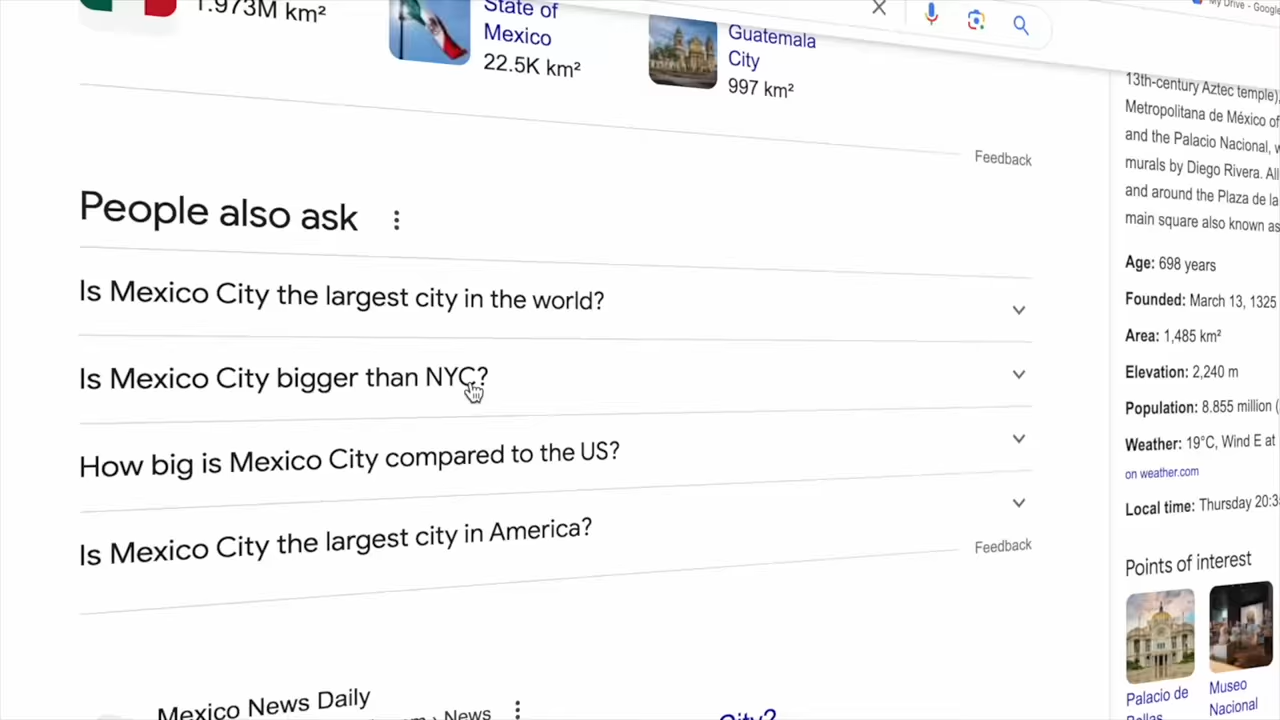 My Drive - Google
1.973M km²
State of
Mexico
22.5K km²
Guatemala
City
997 km²
Feedback
People also ask
Is Mexico City the largest city in the world?
Is Mexico City bigger than NYC?
How big is Mexico City compared to the US?
Is Mexico City the largest city in America?
Feedback
Mexico News Daily
› News
City?
13th-century Aztec temple)
Metropolitana de México of
and the Palacio Nacional, w
murals by Diego Rivera. All
and around the Plaza de la
main square also known as
Age: 698 years
Founded: March 13, 1325
Area: 1,485 km²
Elevation: 2,240 m
Population: 8.855 million (
Weather: 19°C, Wind E at
on weather.com
Local time: Thursday 20:3
Points of interest
Palacio de
Museo
Nacional